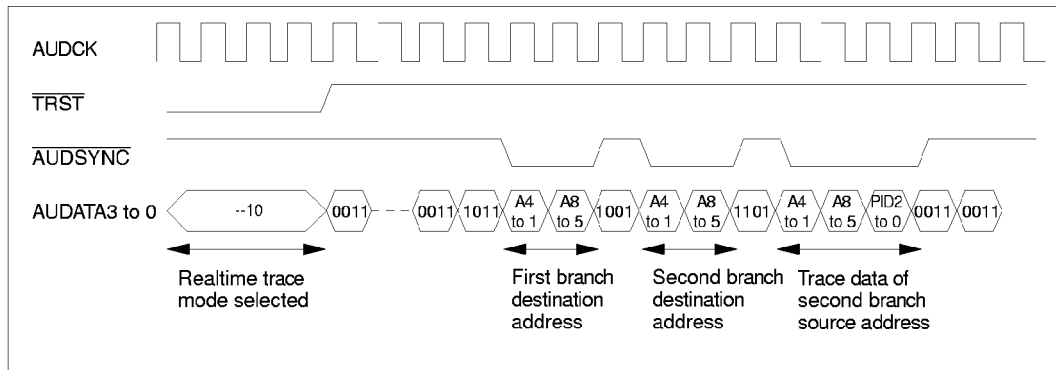 AUDCK
TRST
AUDSYNC
AUDATA3 to 0
--10
0011
0011
1011
A4 to 1
A8 to 5
1001
A4 to 1
A8 to 5
1101
A4 to 1
A8 to 5
PID2 to 0
0011
0011
Realtime trace
mode selected
First branch
destination
address
Second branch
destination
address
Trace data of
second branch
source address